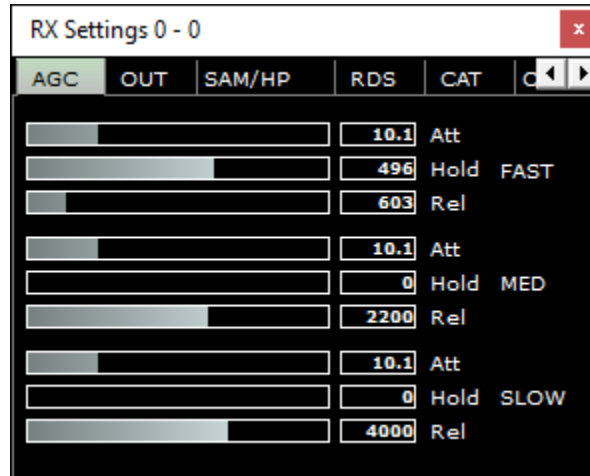 RX Settings 0 - 0
x
AGC OUT SAM/HP RDS CAT
10.1 Att
496 Hold FAST
603 Rel
10.1 Att
0 Hold MED
2200 Rel
10.1 Att
0 Hold SLOW
4000 Rel